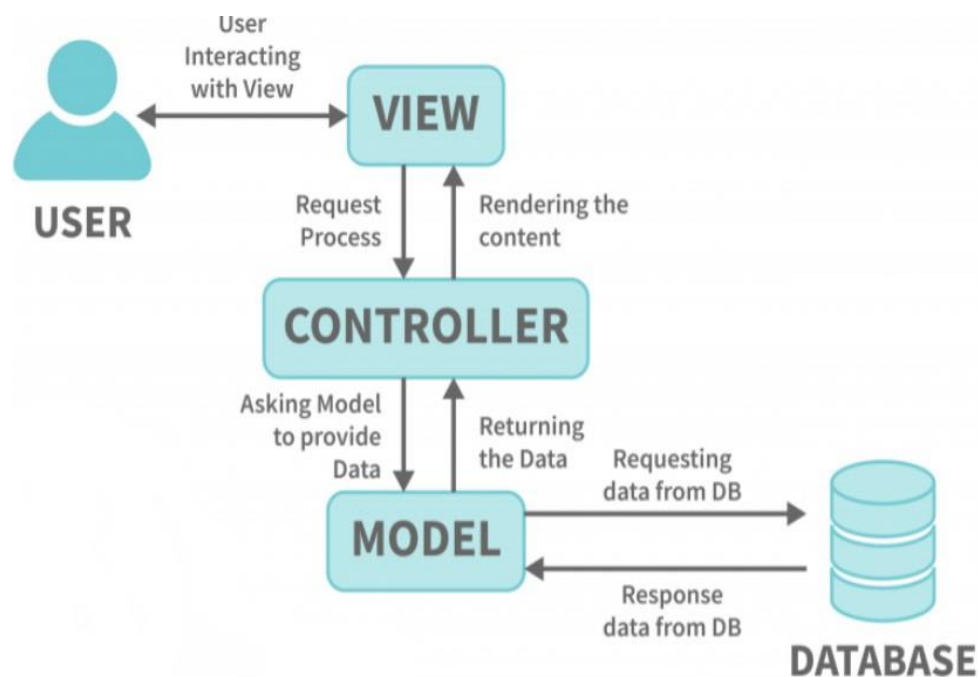 User
Interacting
with View
VIEW
USER
Request
Process
Rendering the
content
CONTROLLER
Asking Model
to provide
Data
Returning
the Data
Requesting
data from DB
MODEL
Response
data from DB
DATABASE